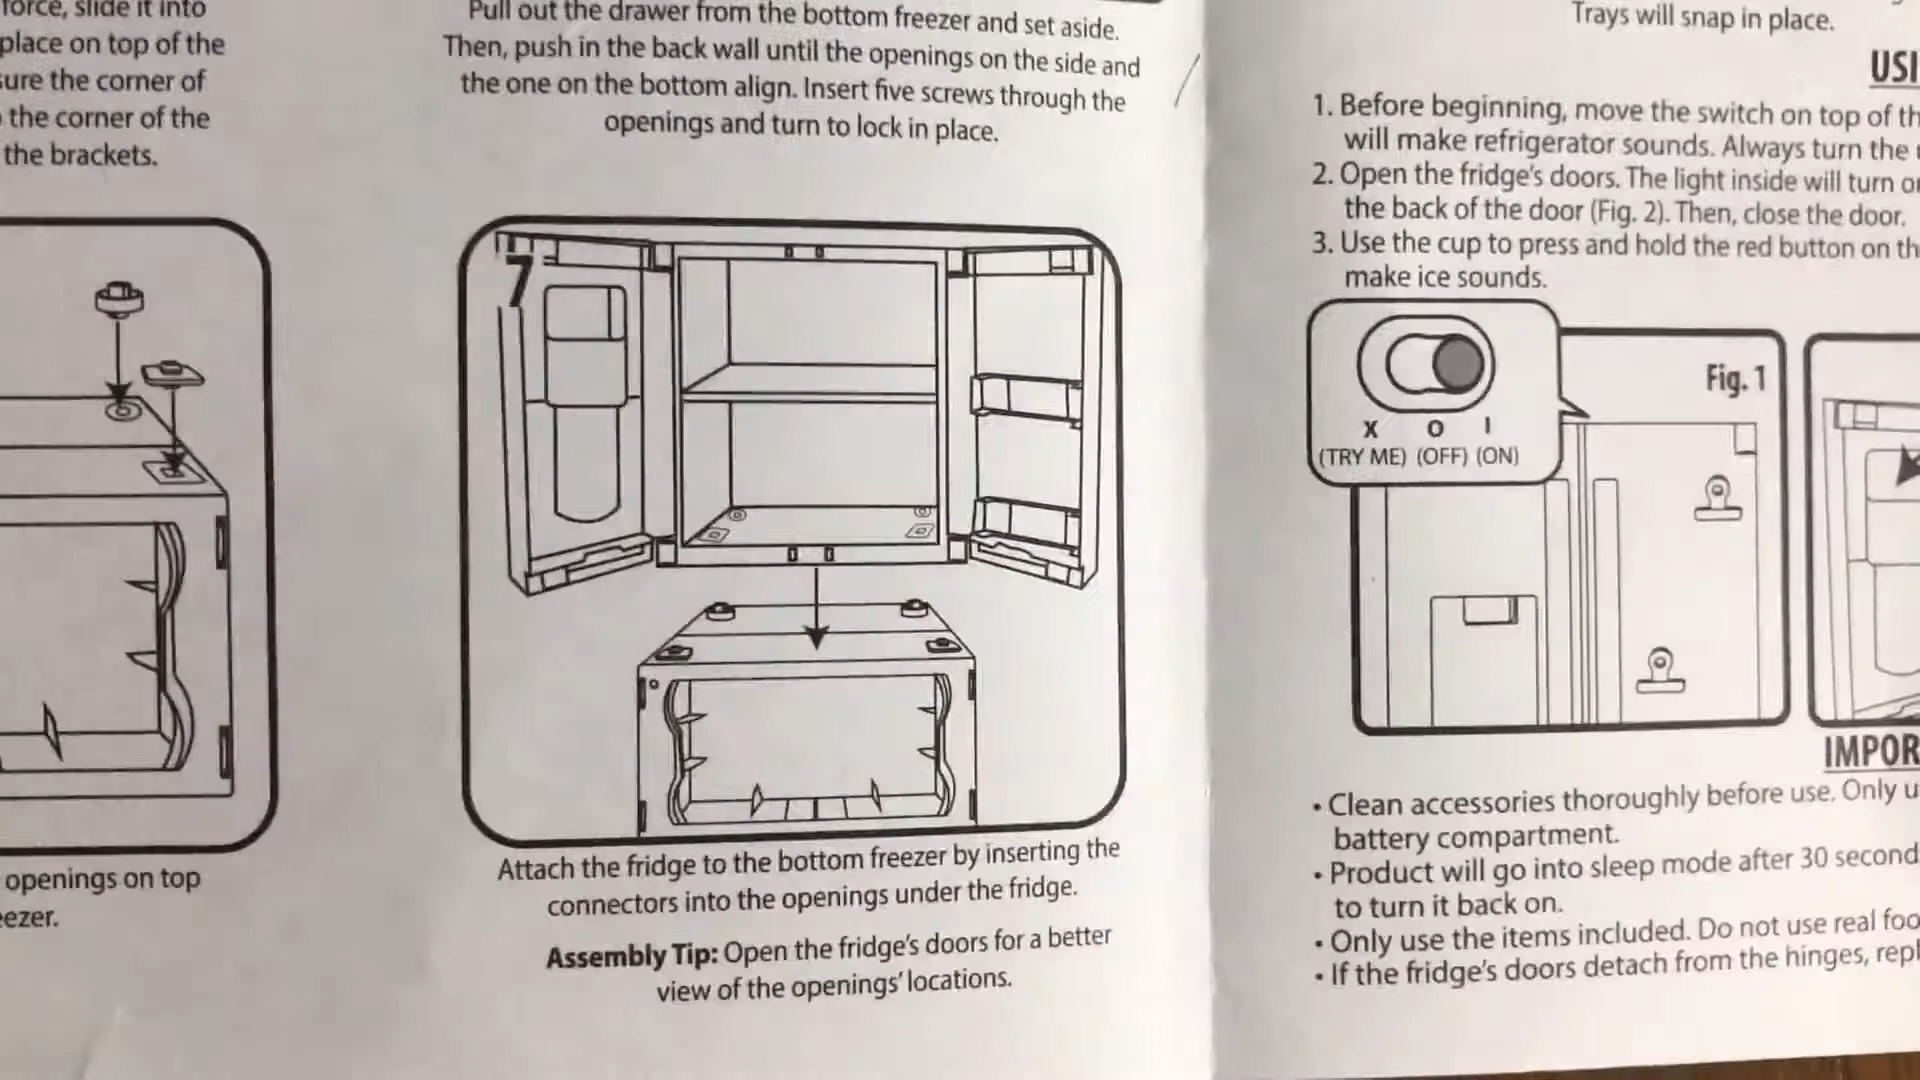 force, slide it into
place on top of the
sure the corner of
the corner of the
the brackets.
openings on top
Pull out the drawer from the bottom freezer and set aside.
Then, push in the back wall until the openings on the side and
the one on the bottom align. Insert five screws through the
openings and turn to lock in place.
7
Attach the fridge to the bottom freezer by inserting the
connectors into the openings under the fridge.
Assembly Tip: Open the fridge's doors for a better
view of the openings' locations.
Trays will snap in place.
1. Before beginning, move the switch on top of
will make refrigerator sounds. Always turn the
2. Open the fridge's doors. The light inside will turn
the back of the door (Fig. 2). Then, close the door.
3. Use the cup to press and hold the red button on
make ice sounds.
Fig. 1
X O I
(TRY ME) (OFF) (ON)
• Clean accessories thoroughly before use. Only
battery compartment.
• Product will go into sleep mode after 30
to turn it back on.
• Only use the items included. Do not use real
• If the fridge's doors detach from the hinges,